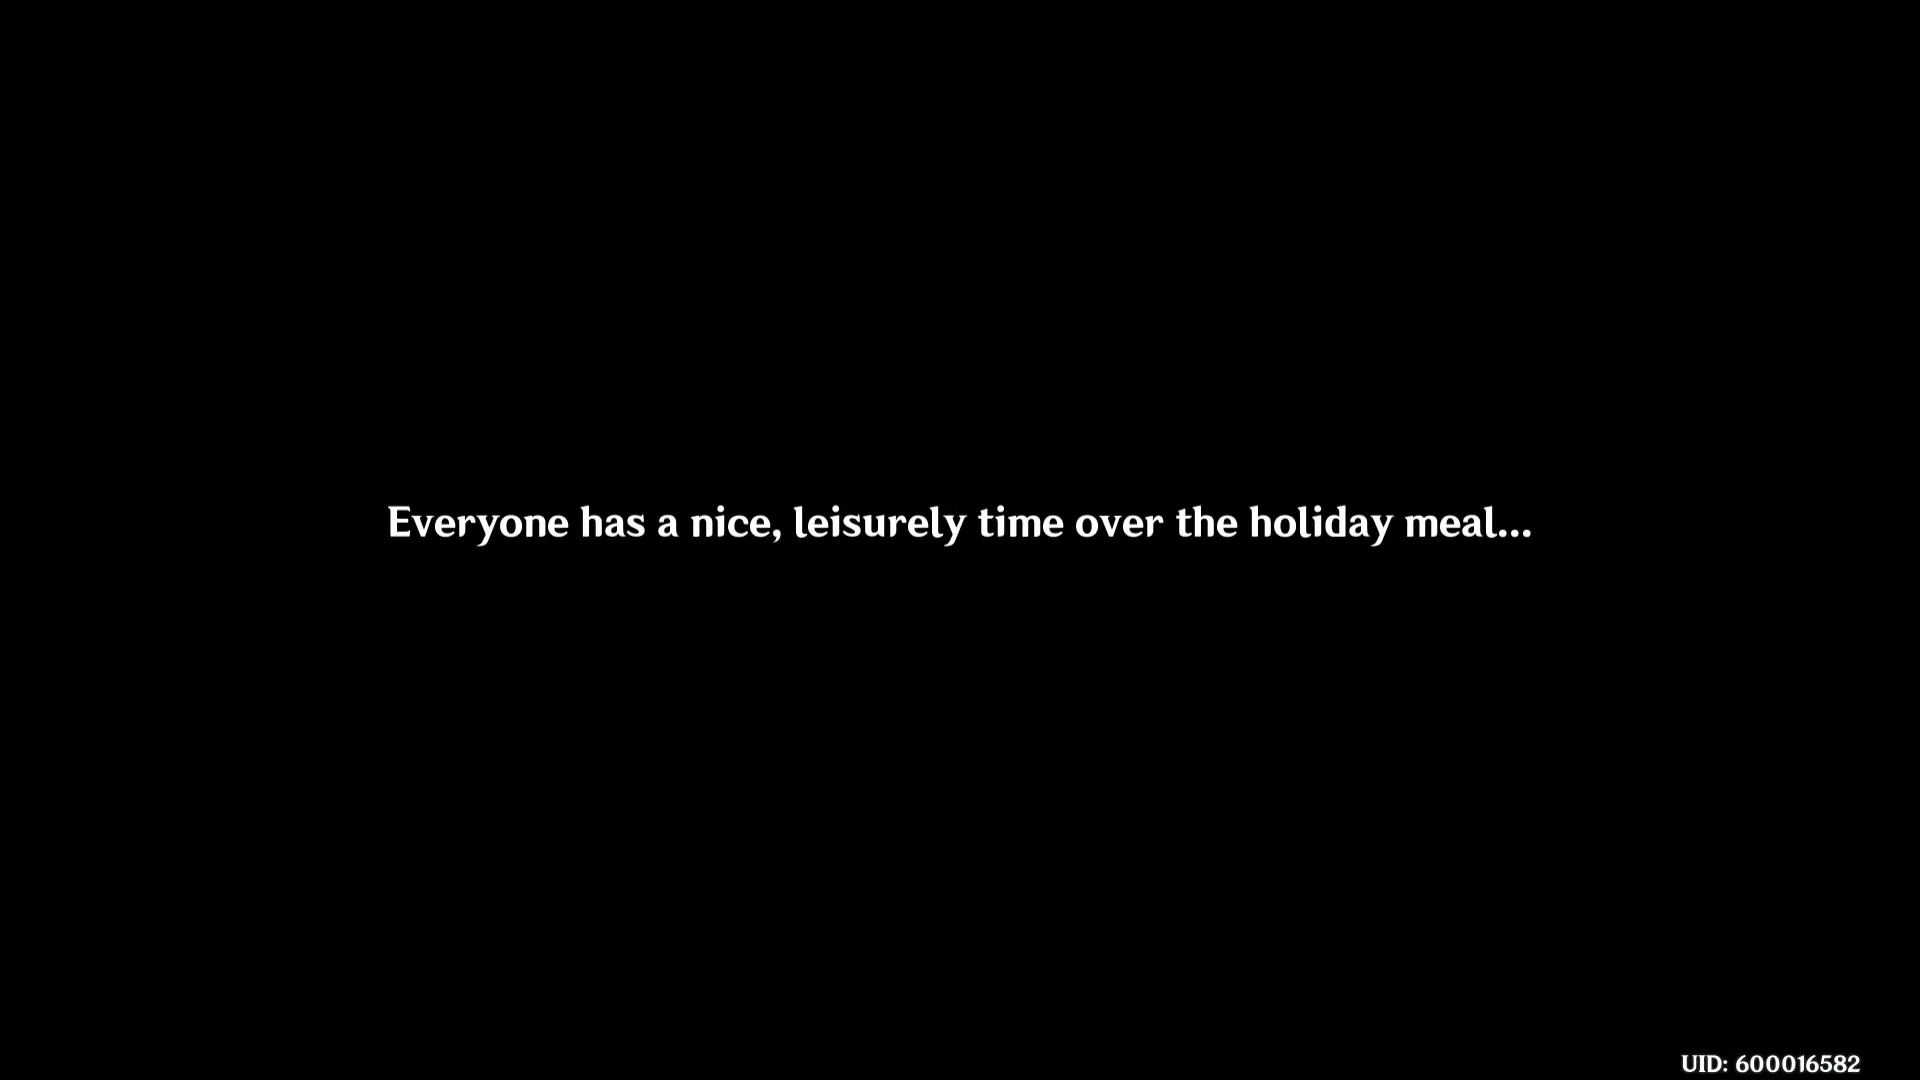 Everyone has a nice, leisurely time over the holiday meal...
UID: 600016582